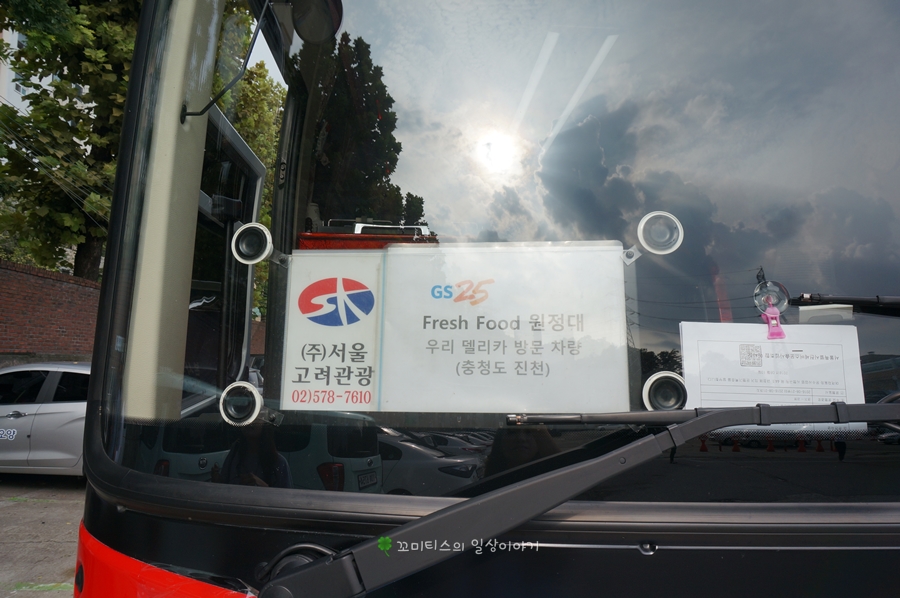 SK
(주)서울
고려관광
02)578-7610
GS25
Fresh Food 원정대
우리 델리카 방문 차량
(충청도 진천)
꼬미티스의 일상이야기